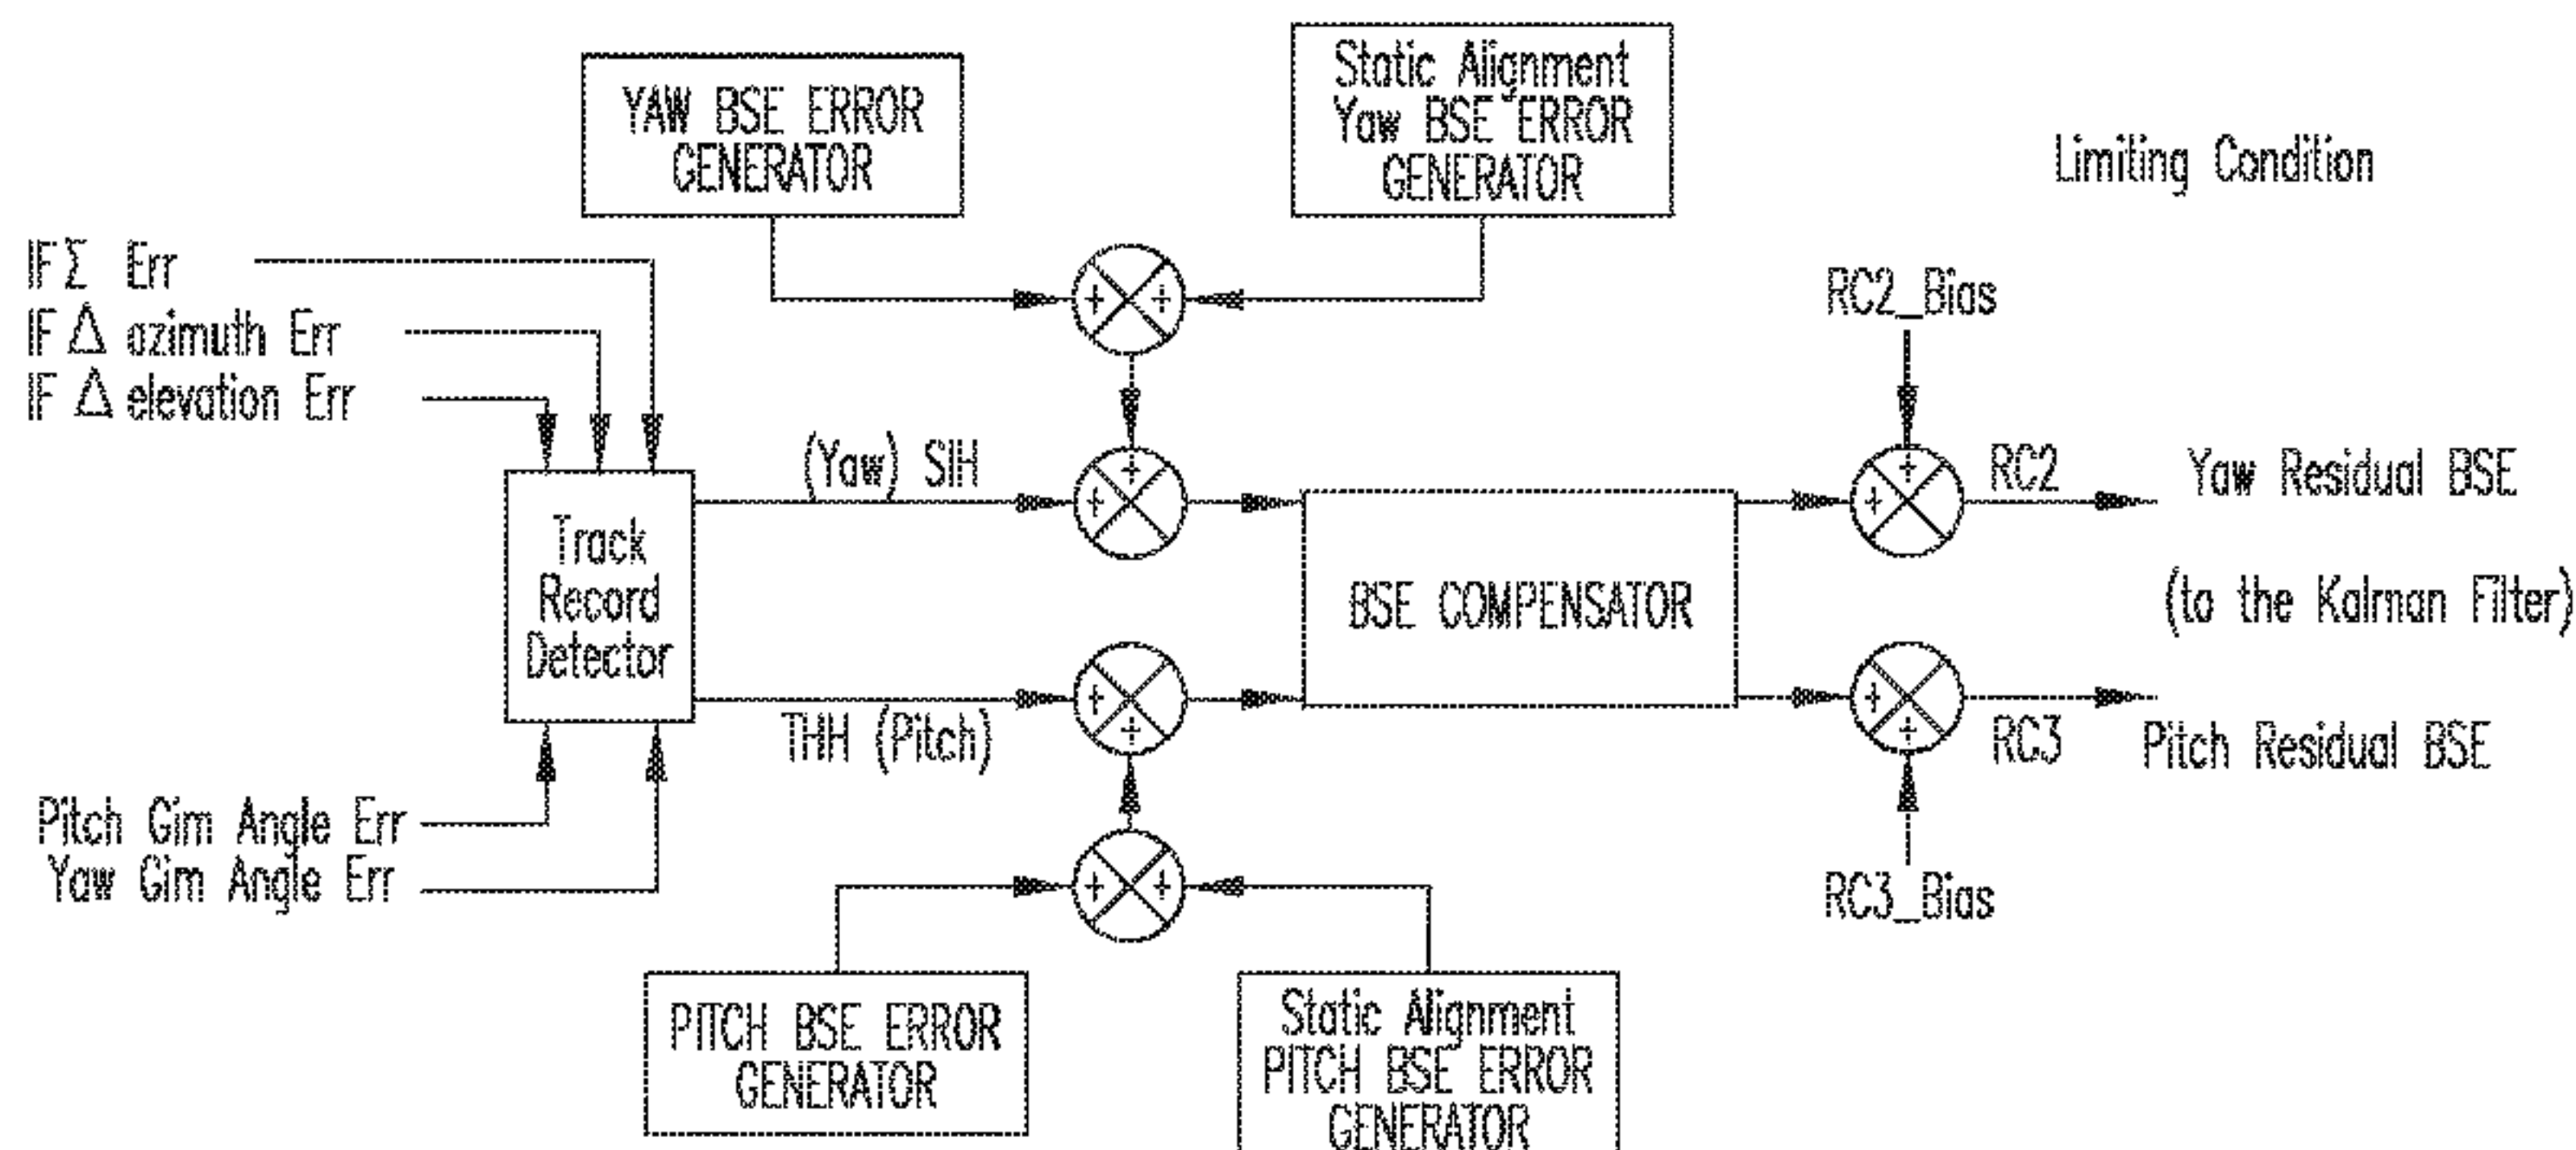 YAW BSE ERROR
GENERATOR
Static Alignment
Yaw BSE ERROR
GENERATOR
Limiting Condition
IF Σ Err
IF Δ azimuth Err
IF Δ elevation Err
RC2_Bias
(Yaw) SIH
Track
Record
Detector
THH (Pitch)
BSE COMPENSATOR
RC2
Yaw Residual BSE
(to the Kalman Filter)
RC3
Pitch Residual BSE
Pitch Gim Angle Err
Yaw Gim Angle Err
RC3_Bias
PITCH BSE ERROR
GENERATOR
Static Alignment
PITCH BSE ERROR
GENERATOR
+ +
+
+
+
+
+
+
+
+
+ +